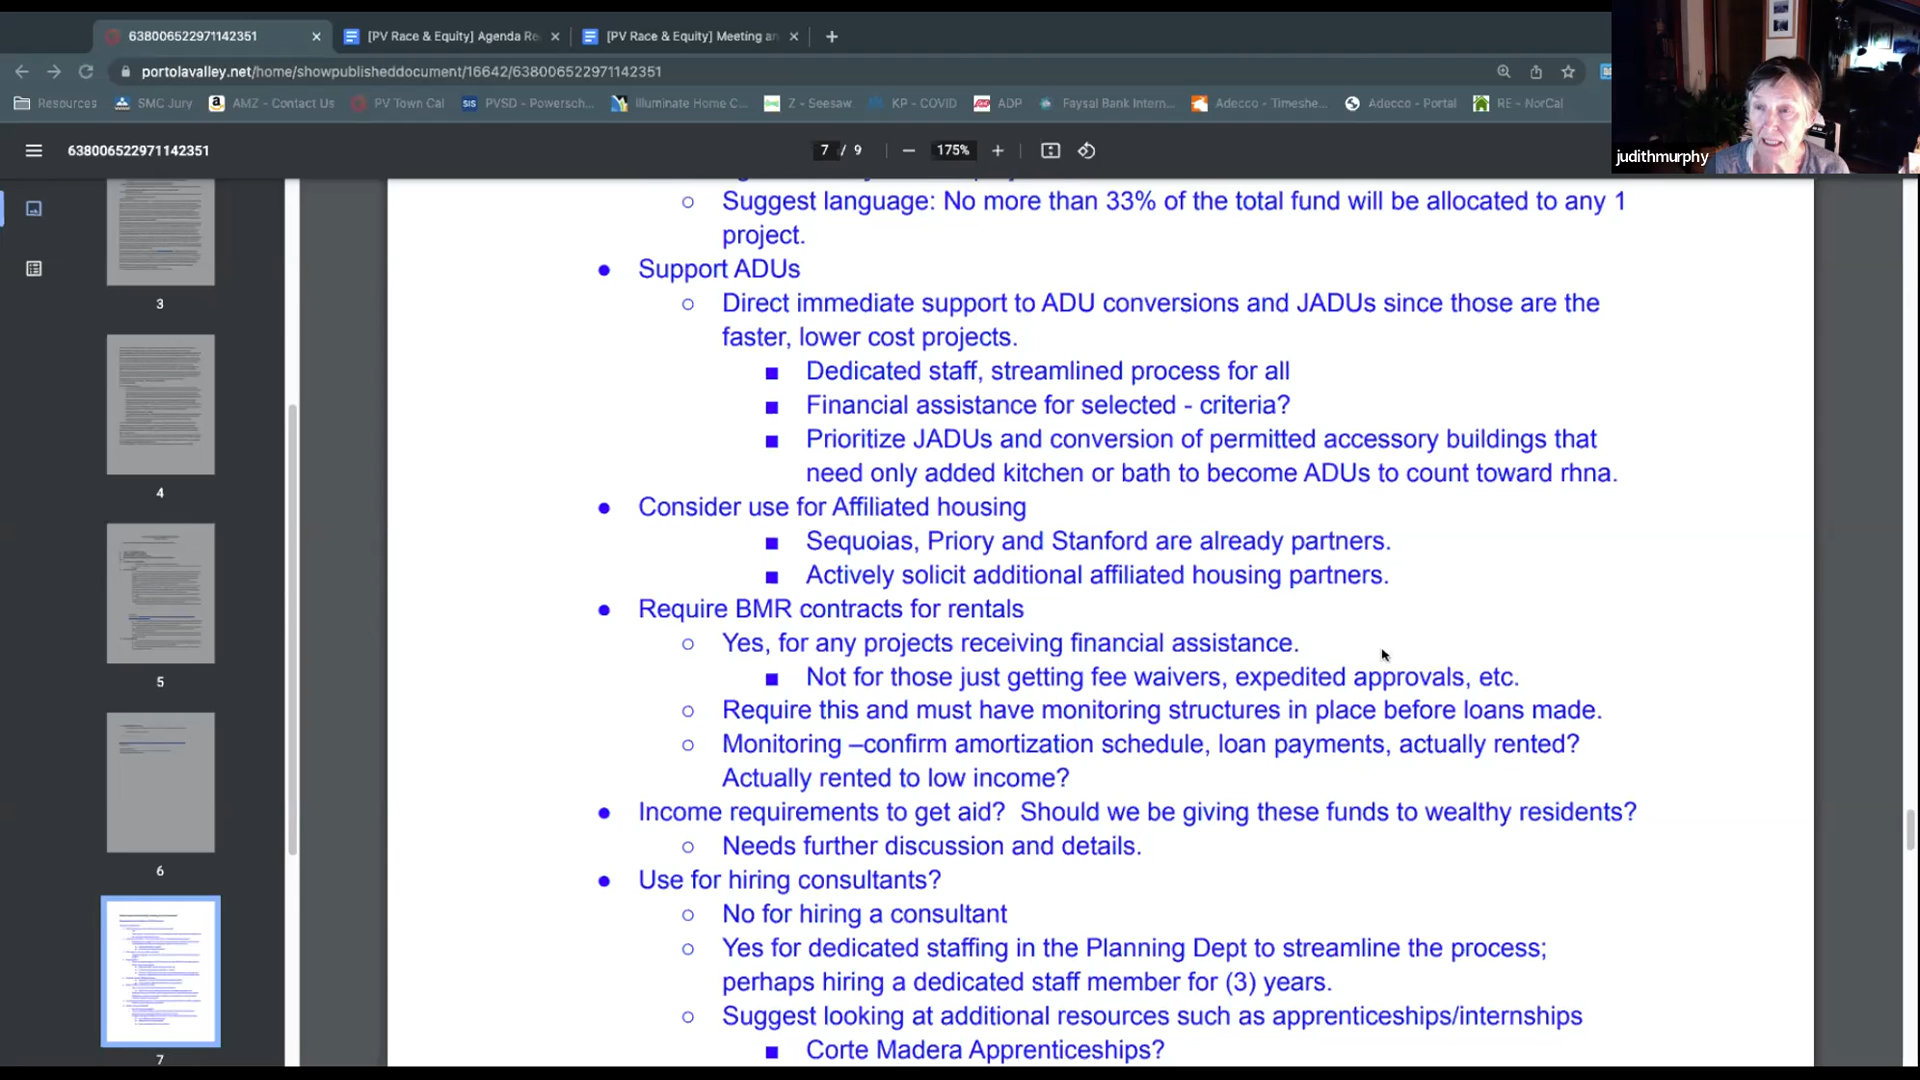 638006522971142351
[PV Race & Equity] Agenda Re
[PV Race & Equity] Meeting an
portolavalley.net/home/showpublisheddocument/16642/638006522971142351
Resources
SMC Jury
AMZ - Contact Us
PV Town Cal
SIS
PVSD - Powersch...
Illuminate Home C...
Z - Seesaw
KP - COVID
ADP
Faysal Bank Intern...
Adecco - Timeshe...
Adecco - Portal
RE - NorCal
judithmurphy
638006522971142351
7 / 9
175%
3
4
5
6
7
○ Suggest language: No more than 33% of the total fund will be allocated to any 1
project.
● Support ADUs
○ Direct immediate support to ADU conversions and JADUs since those are the
faster, lower cost projects.
■ Dedicated staff, streamlined process for all
■ Financial assistance for selected - criteria?
■ Prioritize JADUs and conversion of permitted accessory buildings that
need only added kitchen or bath to become ADUs to count toward rhna.
● Consider use for Affiliated housing
■ Sequoias, Priory and Stanford are already partners.
■ Actively solicit additional affiliated housing partners.
● Require BMR contracts for rentals
○ Yes, for any projects receiving financial assistance.
■ Not for those just getting fee waivers, expedited approvals, etc.
○ Require this and must have monitoring structures in place before loans made.
○ Monitoring –confirm amortization schedule, loan payments, actually rented?
Actually rented to low income?
● Income requirements to get aid?  Should we be giving these funds to wealthy residents?
○ Needs further discussion and details.
● Use for hiring consultants?
○ No for hiring a consultant
○ Yes for dedicated staffing in the Planning Dept to streamline the process;
perhaps hiring a dedicated staff member for (3) years.
○ Suggest looking at additional resources such as apprenticeships/internships
■ Corte Madera Apprenticeships?